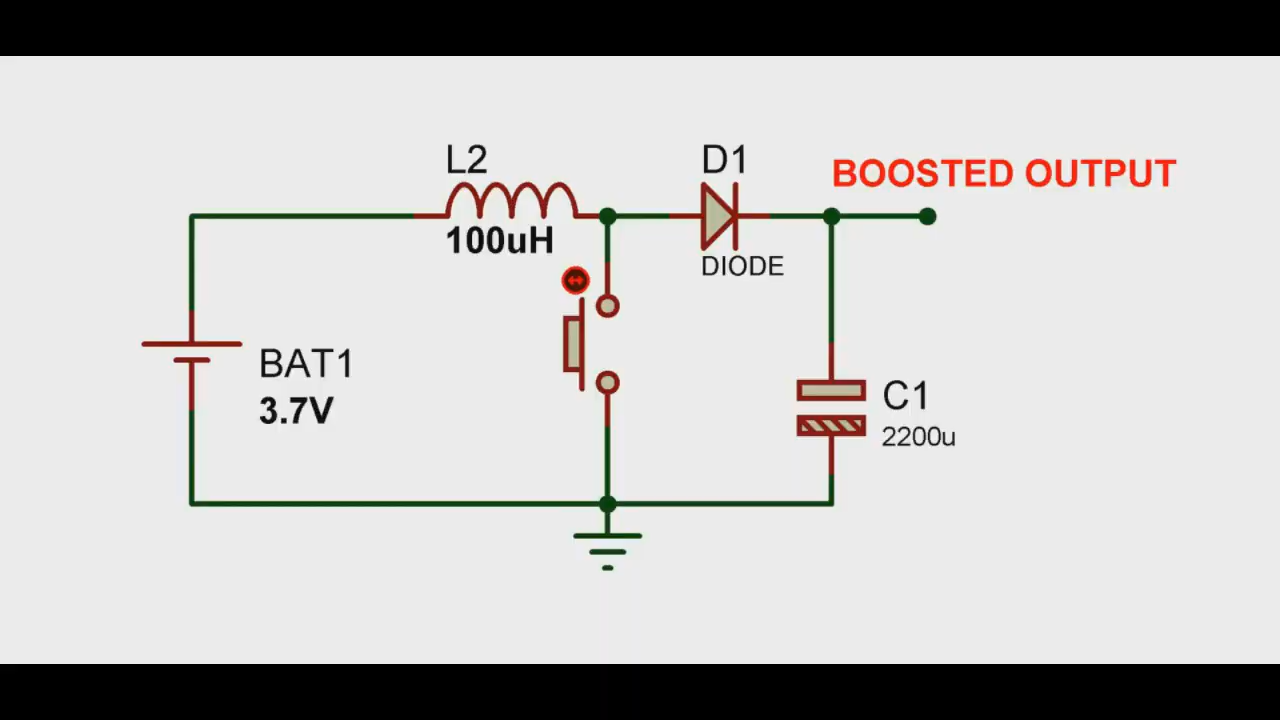 L2
100uH
D1
DIODE
BOOSTED OUTPUT
BAT1
3.7V
C1
2200u